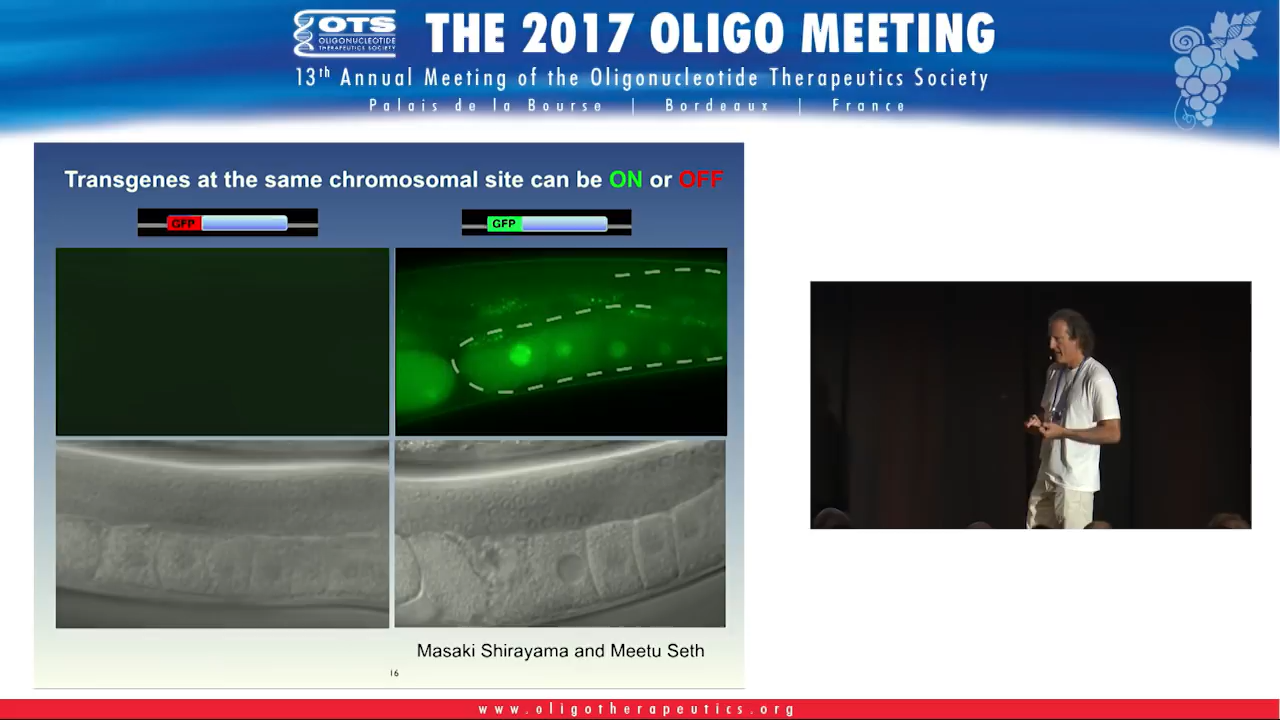 OTS
OLIGONUCLEOTIDE
THERAPEUTICS SOCIETY
THE 2017 OLIGO MEETING
13th Annual Meeting of the Oligonucleotide Therapeutics Society
Palais de la Bourse | Bordeaux | France
Transgenes at the same chromosomal site can be ON or OFF
GFP
GFP
Masaki Shirayama and Meetu Seth
16
www.oligotherapeutics.org